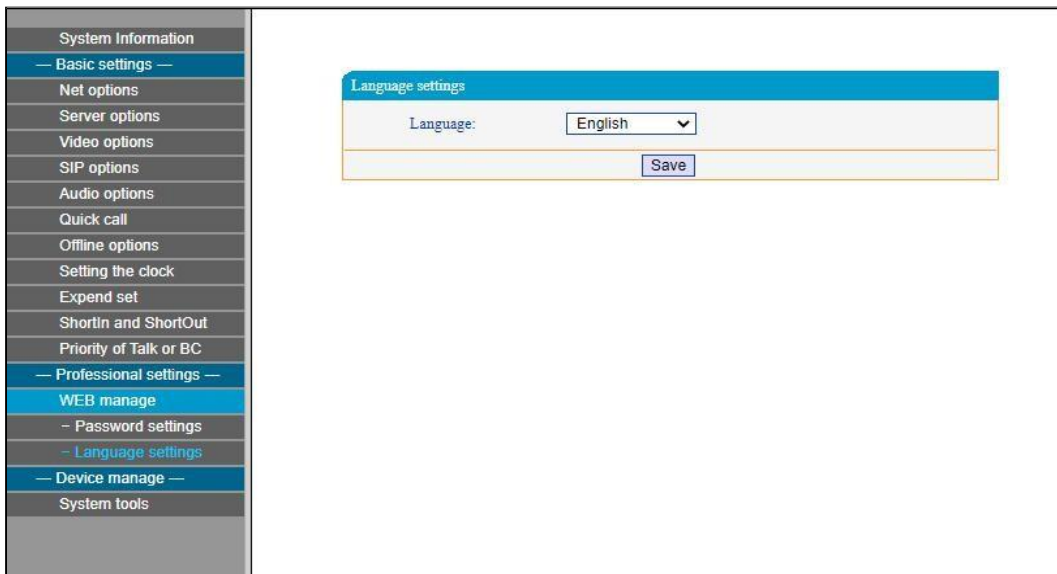 System Information
— Basic settings —
Net options
Server options
Video options
SIP options
Audio options
Quick call
Offline options
Setting the clock
Expend set
ShortIn and ShortOut
Priority of Talk or BC
— Professional settings —
WEB manage
− Password settings
− Language settings
— Device manage —
System tools
Language settings
Language: English
Save